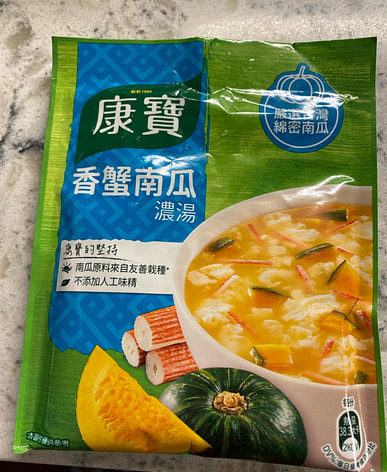 康寶
嚴選台灣
綿密南瓜
香蟹南瓜
濃湯
康寶的堅持
南瓜原料來自友善栽種*
不添加人工味精